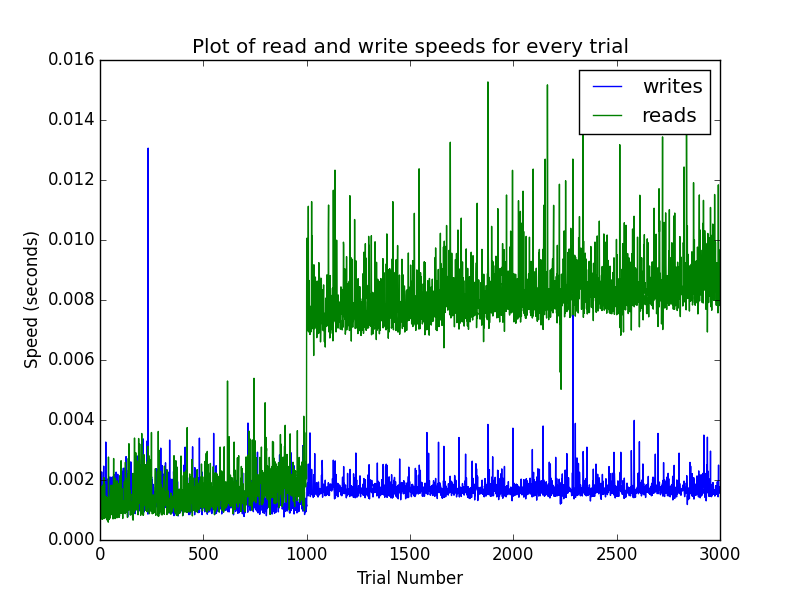 Plot of read and write speeds for every trial
0.016
0.014
0.012
0.010
0.008
0.006
0.004
0.002
0.000
Speed (seconds)
writes
reads
0 500 1000 1500 2000 2500 3000
Trial Number